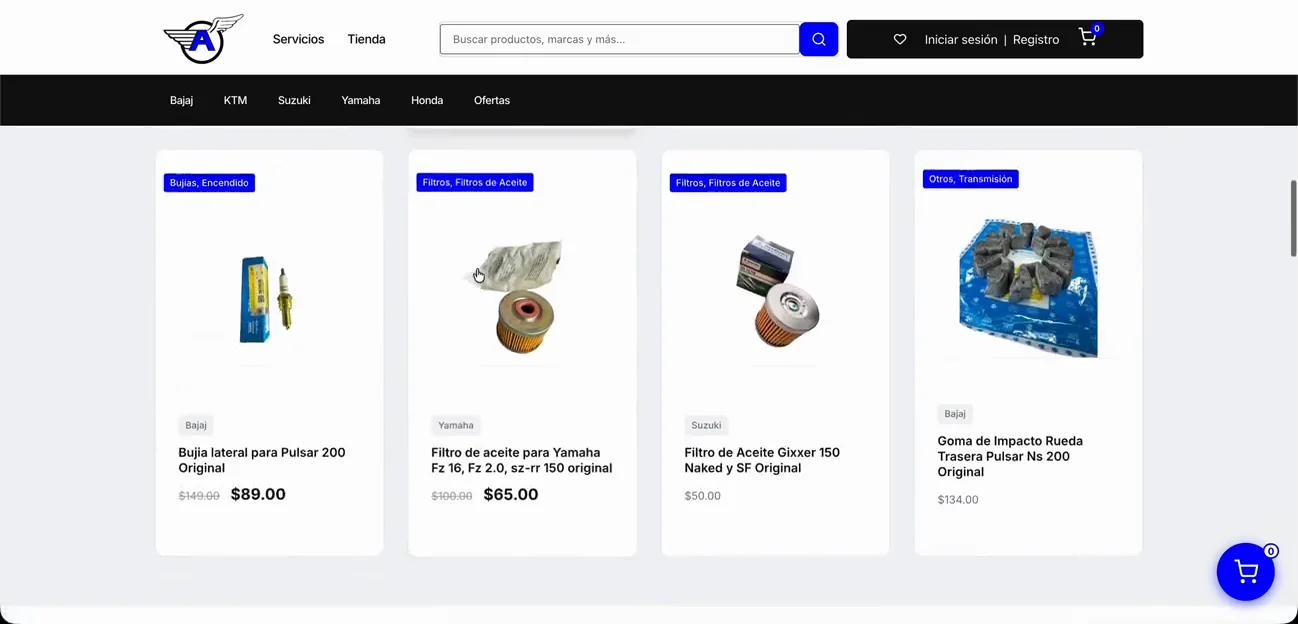 A
Servicios
Tienda
Buscar productos, marcas y más...
Iniciar sesión | Registro
0
Bajaj
KTM
Suzuki
Yamaha
Honda
Ofertas
Bujias, Encendido
Filtros, Filtros de Aceite
Filtros, Filtros de Aceite
Otros, Transmisión
Bajaj
Bujia lateral para Pulsar 200
Original
$149.00 $89.00
Yamaha
Filtro de aceite para Yamaha
Fz 16, Fz 2.0, sz-rr 150 original
$100.00 $65.00
Suzuki
Filtro de Aceite Gixxer 150
Naked y SF Original
$50.00
Bajaj
Goma de Impacto Rueda
Trasera Pulsar Ns 200
Original
$134.00
0